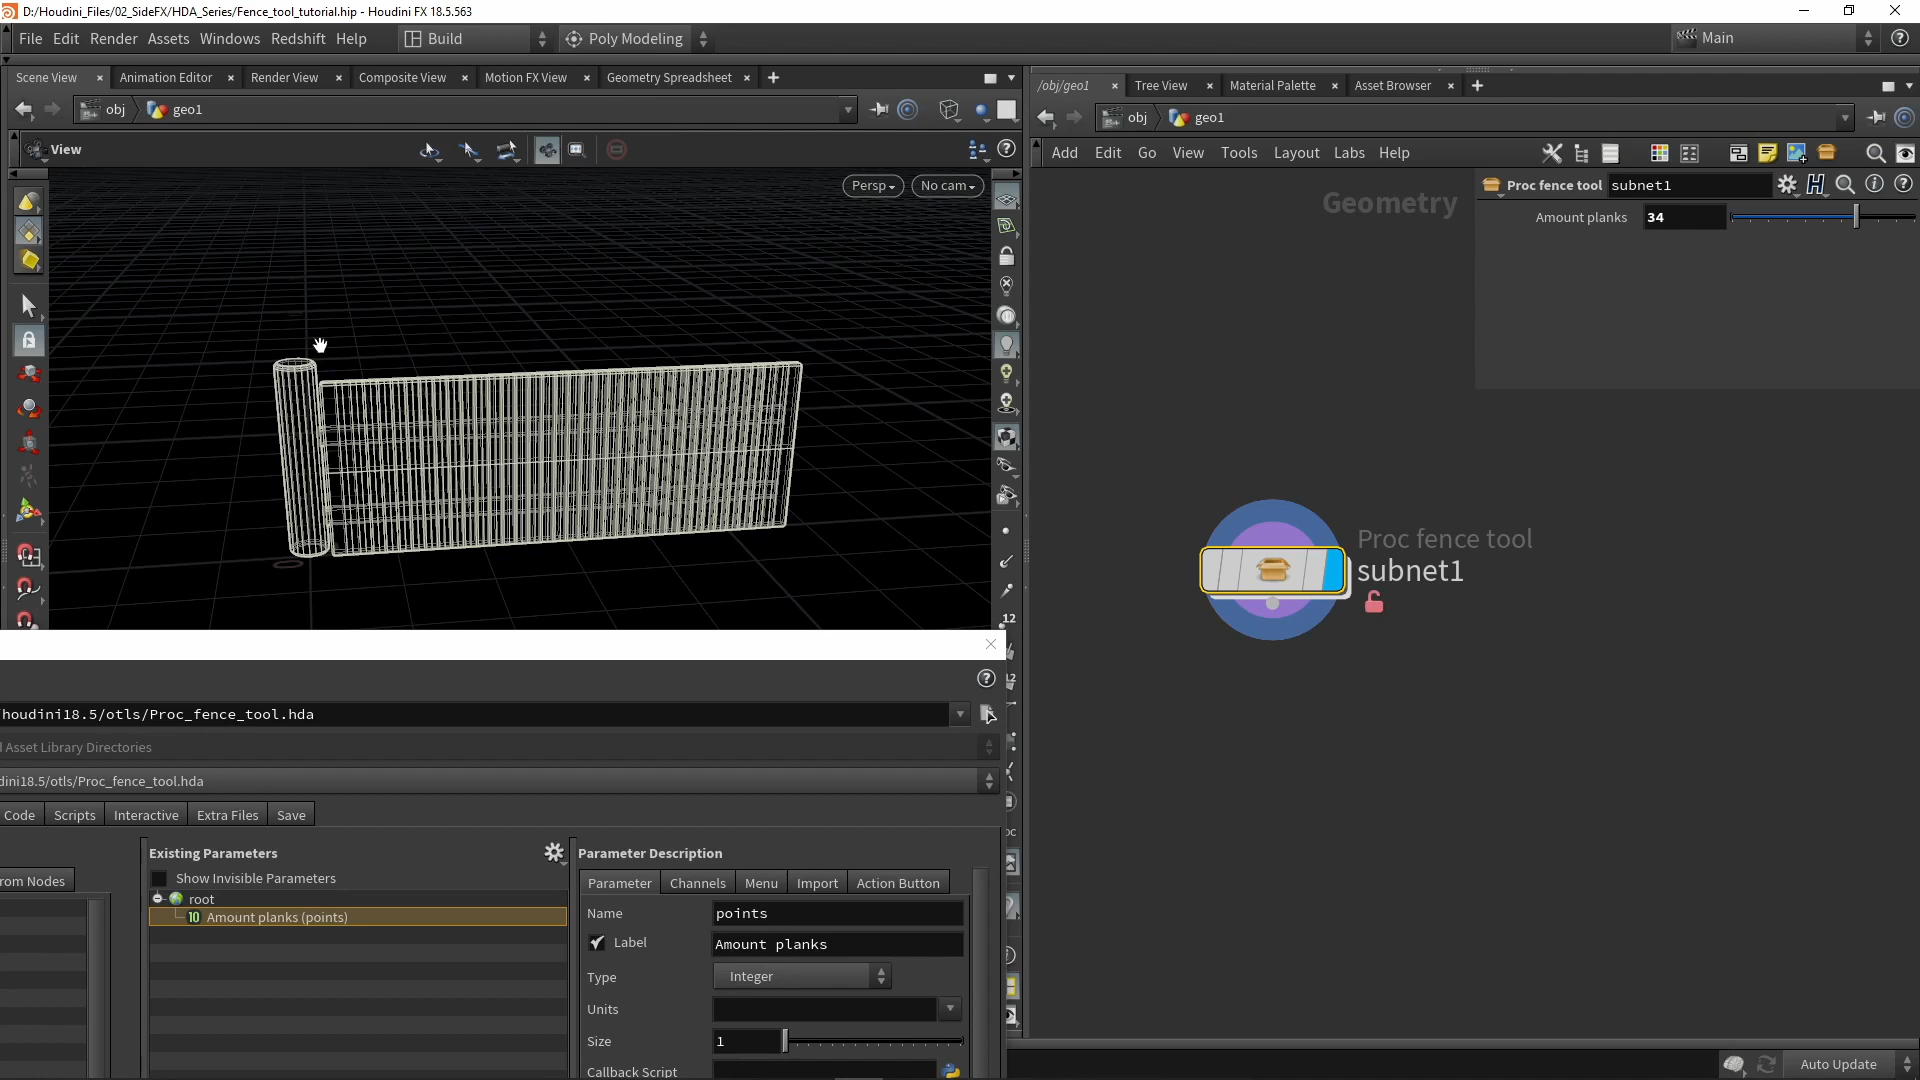 D:/Houdini_Files/02_SideFX/HDA_Series/Fence_tool_tutorial.hip - Houdini FX 18.5.563
File Edit Render Assets Windows Redshift Help
Build
Poly Modeling
Main
Scene View
Animation Editor
Render View
Composite View
Motion FX View
Geometry Spreadsheet
/obj/geo1
Tree View
Material Palette
Asset Browser
obj
geo1
obj
geo1
View
Add Edit Go View Tools Layout Labs Help
Persp
No cam
Geometry
Proc fence tool
subnet1
Amount planks
34
Proc fence tool
subnet1
12
12
/houdini18.5/otls/Proc_fence_tool.hda
Asset Library Directories
dini18.5/otls/Proc_fence_tool.hda
Code Scripts Interactive Extra Files Save
Existing Parameters
Parameter Description
rom Nodes
Show Invisible Parameters
root
10 Amount planks (points)
Parameter Channels Menu Import Action Button
Name
points
Label
Amount planks
Type
Integer
Units
Size
1
Callback Script
Auto Update